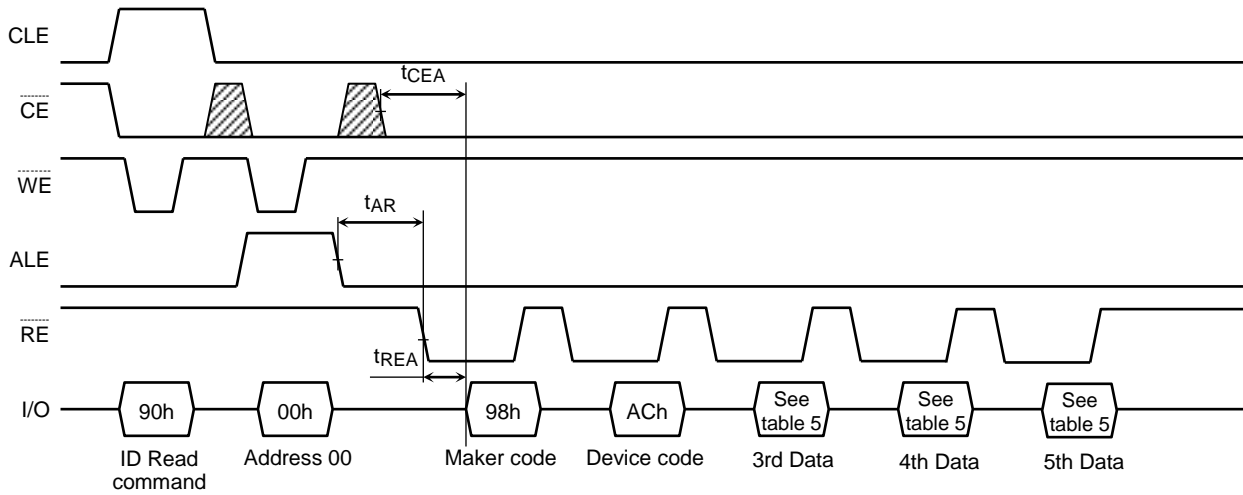 CLE
tCEA
CE
WE
tAR
ALE
RE
tREA
I/O
90h
00h
98h
ACh
See
table 5
See
table 5
See
table 5
ID Read
command
Address 00
Maker code
Device code
3rd Data
4th Data
5th Data